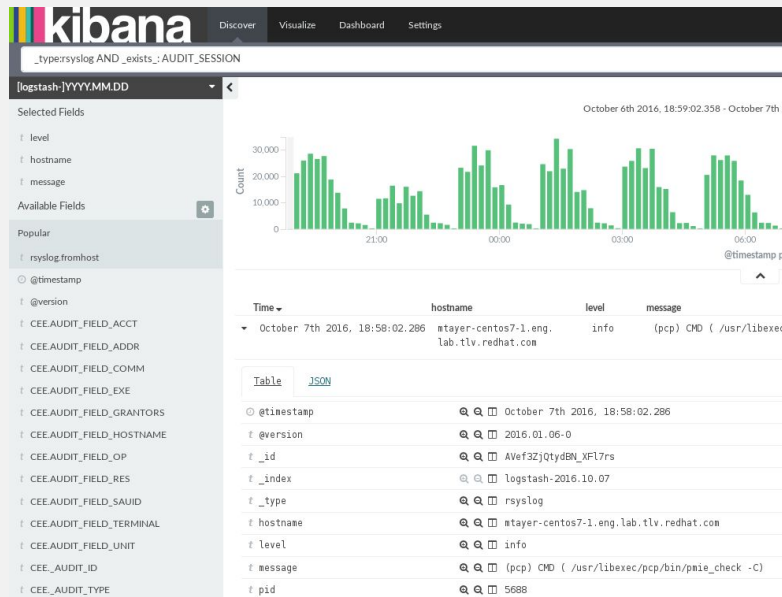 kibana
Discover Visualize Dashboard Settings
_type:rsyslog AND _exists_: AUDIT_SESSION
[logstash-]YYYY.MM.DD
Selected Fields
t level
t hostname
t message
Available Fields
Popular
t rsyslog.fromhost
@timestamp
t @version
t CEE.AUDIT_FIELD_ACCT
t CEE.AUDIT_FIELD_ADDR
t CEE.AUDIT_FIELD_COMM
t CEE.AUDIT_FIELD_EXE
t CEE.AUDIT_FIELD_GRANTORS
t CEE.AUDIT_FIELD_HOSTNAME
t CEE.AUDIT_FIELD_OP
t CEE.AUDIT_FIELD_RES
t CEE.AUDIT_FIELD_SAUID
t CEE.AUDIT_FIELD_TERMINAL
t CEE.AUDIT_FIELD_UNIT
t CEE._AUDIT_ID
t CEE._AUDIT_TYPE
October 6th 2016, 18:59:02.358 - October 7th
Count
30,000
20,000
10,000
0
21:00 00:00 03:00 06:00
@timestamp p
Time hostname level message
October 7th 2016, 18:58:02.286 mtayer-centos7-1.eng. info (pcp) CMD ( /usr/libexec
lab.tlv.redhat.com
Table JSON
@timestamp October 7th 2016, 18:58:02.286
t @version 2016.01.06-0
t _id AVef3ZjQtydBN_XFl7rs
t _index logstash-2016.10.07
t _type rsyslog
t hostname mtayer-centos7-1.eng.lab.tlv.redhat.com
t level info
t message (pcp) CMD ( /usr/libexec/pcp/bin/pmie_check -C)
t pid 5688